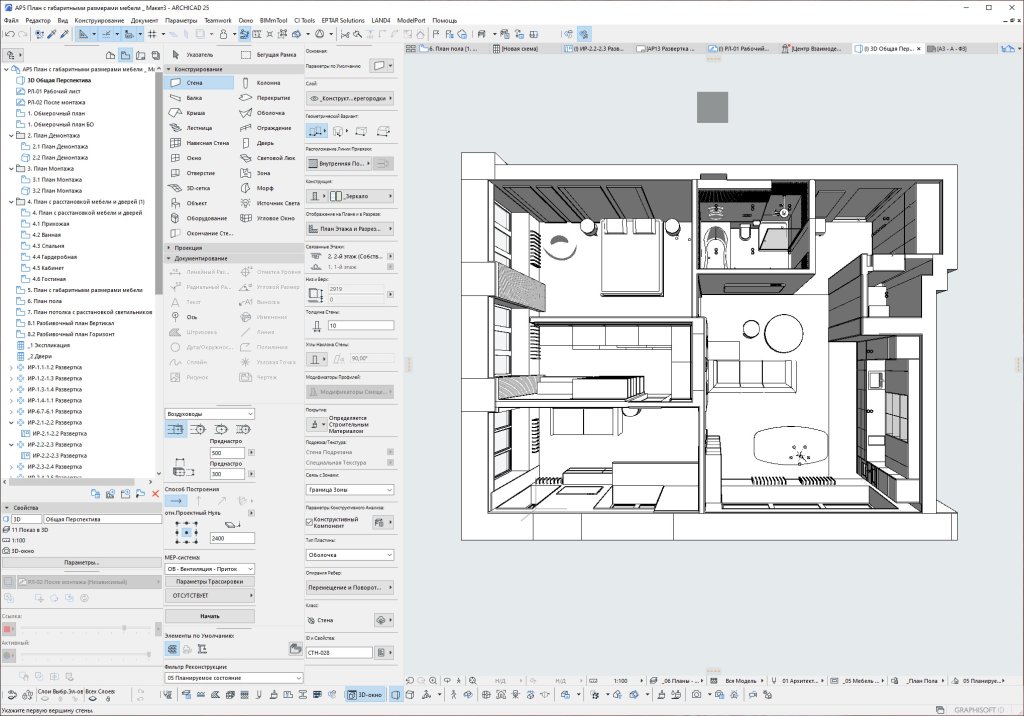 АР5 План с габаритными размерами мебели _ Макет3 - ARCHICAD 25
Файл Редактор Вид Конструирование Документ Параметры Teamwork Окно BIMmTool CI Tools EPTAR Solutions LAND4 ModelPort Помощь
6. План пола [1. ...
[Новая схема]
(!) ИР-2.2-2.3 Разв...
[АР13 Развертка ...
(!) РЛ-01 Рабочий...
[Центр Взаимоде...
(!) 3D Общая Пер...
[A3 - А - Ф3]
АР5 План с габаритными размерами мебели _ М
3D Общая Перспектива
РЛ-01 Рабочий лист
РЛ-02 После монтажа
1. Обмерочный план
1. Обмерочный план БО
2. План Демонтажа
2.1 План Демонтажа
2.2 План Демонтажа
3. План Монтажа
3.1 План Монтажа
3.2 План Монтажа
4. План с расстановкой мебели и дверей (1)
4. План с расстановкой мебели и дверей
4.1 Прихожая
4.2 Ванная
4.3 Спальня
4.4 Гардеробная
4.5 Кабинет
4.6 Гостиная
5. План с габаритными размерами мебели
6. План пола
7. План потолка с расстановкой светильников
8.1 Разбивочный план Вертикал
8.2 Разбивочный план Горизонт
_1 Экспликация
_2 Двери
ИР-1.1-1.2 Развертка
ИР-1.2-1.3 Развертка
ИР-1.3-1.4 Развертка
ИР-1.4-1.1 Развертка
ИР-6.7-6.1 Развертка
ИР-2.1-2.2 Развертка
ИР-2.1-2.2 Развертка
ИР-2.2-2.3 Развертка
ИР-2.2-2.3 Развертка
ИР-2.3-2.4 Развертка
Свойства
3D Общая Перспектива
11 Показ в 3D
1:100
3D-окно
Параметры...
РЛ-02 После монтажа (Независимый)
Ссылка:
Активный:
Указатель Бегущая Рамка
Конструирование
Стена Колонна
Балка Перекрытие
Крыша Оболочка
Лестница Ограждение
Навесная Стена Дверь
Окно Световой Люк
Отверстие Зона
3D-сетка Морф
Объект Источник Света
Оборудование Угловое Окно
Окончание Сте...
Проекция
Документирование
Линейный Раз... Отметка Уровня
Радиальный Ра... Угловой Размер
Текст Выноска
Ось Изменения
Штриховка Линия
Дуга/Окружнос... Полилиния
Сплайн Угловая Точка
Рисунок Чертеж
Воздуховоды
Преднастро
500
Преднастро
300
Способ Построения
отн.Проектный Нуль
2400
МЕР-система:
ОВ - Вентиляция - Приток
Параметры Трассировки
ОТСУТСТВУЕТ
Начать
Элементы по Умолчанию:
Фильтр Реконструкции:
05 Планируемое состояние
Основная:
Параметры по Умолчанию
Слой:
_Конструкт...ерегородки
Геометрический Вариант:
Расположение Линии Привязки:
Внутренняя По...
Конструкция:
_Зеркало
Отображение на Плане и в Разрезе:
План Этажа и Разрез...
Связанные Этажи:
2. 2-й этаж (Собств...
1. 1-й этаж
Низ и Верх:
2919
0
Толщина Стены:
10
Углы Наклона Стены:
90,00°
Модификаторы Профилей:
Модификаторы Смеще...
Покрытие:
Определяется
Строительным
Материалом
Подрезка/Текстура:
Стена Подрезана
Специальная Текстура
Связь с Зонами:
Граница Зоны
Параметры Конструктивного Анализа:
Конструктивный
Компонент
Тип Пластины:
Оболочка
Опирания Ребер:
Перемещение и Поворот...
Класс:
Стена
ID и Свойства:
СТН-028
Н/Д Н/Д 1:100 _06 Планы - ... Вся Модель 01 Архитект... _05 Мебель ... _План Пола 05 Планируе...
Слои Выбр.Эл-ов Всех Слоев:
3D-окно
Укажите первую вершину стены.
GRAPHISOFT ID